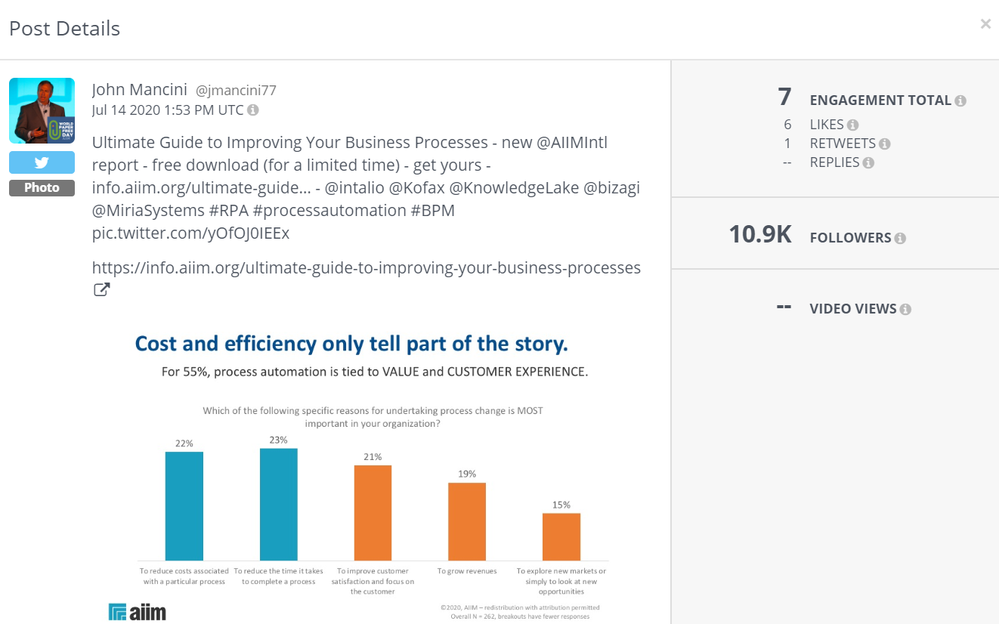 Post Details
×
John Mancini @jmancini77
Jul 14 2020 1:53 PM UTC
Ultimate Guide to Improving Your Business Processes - new @AIIMIntl
report - free download (for a limited time) - get yours -
info.aiim.org/ultimate-guide... - @intalio @Kofax @KnowledgeLake @bizagi
@MiriaSystems #RPA #processautomation #BPM
pic.twitter.com/yOfOJ0IEEx
https://info.aiim.org/ultimate-guide-to-improving-your-business-processes
WORLD
PAPER
FREE
DAY
Photo
Cost and efficiency only tell part of the story.
For 55%, process automation is tied to VALUE and CUSTOMER EXPERIENCE.
Which of the following specific reasons for undertaking process change is MOST
important in your organization?
22%
23%
21%
19%
15%
To reduce costs associated
with a particular process
To reduce the time it takes
to complete a process
To improve customer
satisfaction and focus on
the customer
To grow revenues
To explore new markets or
simply to look at new
opportunities
aiim
©2020, AIIM – redistribution with attribution permitted
Overall N = 262, breakouts have fewer responses
7 ENGAGEMENT TOTAL
6 LIKES
1 RETWEETS
-- REPLIES
10.9K FOLLOWERS
-- VIDEO VIEWS